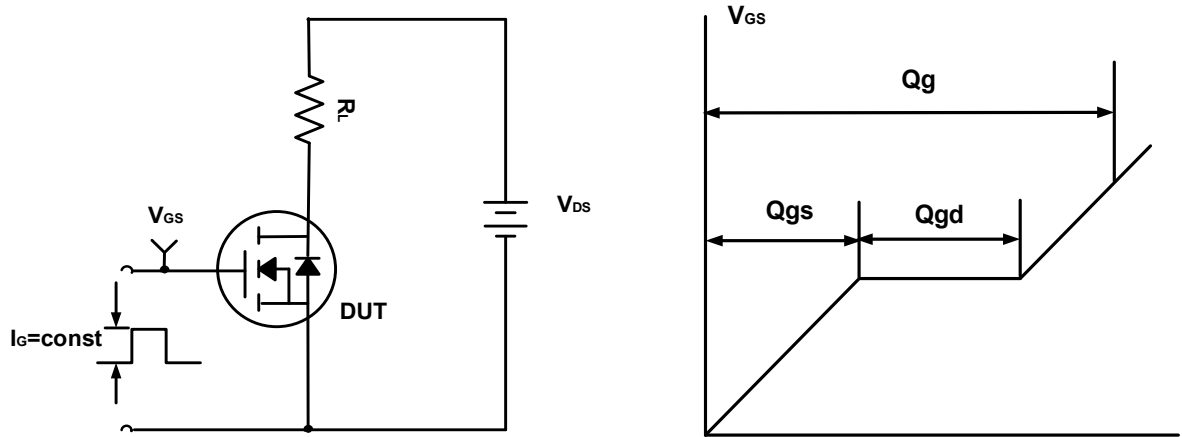 RL
VGS
VDS
DUT
IG=const
VGS
Qg
Qgs
Qgd